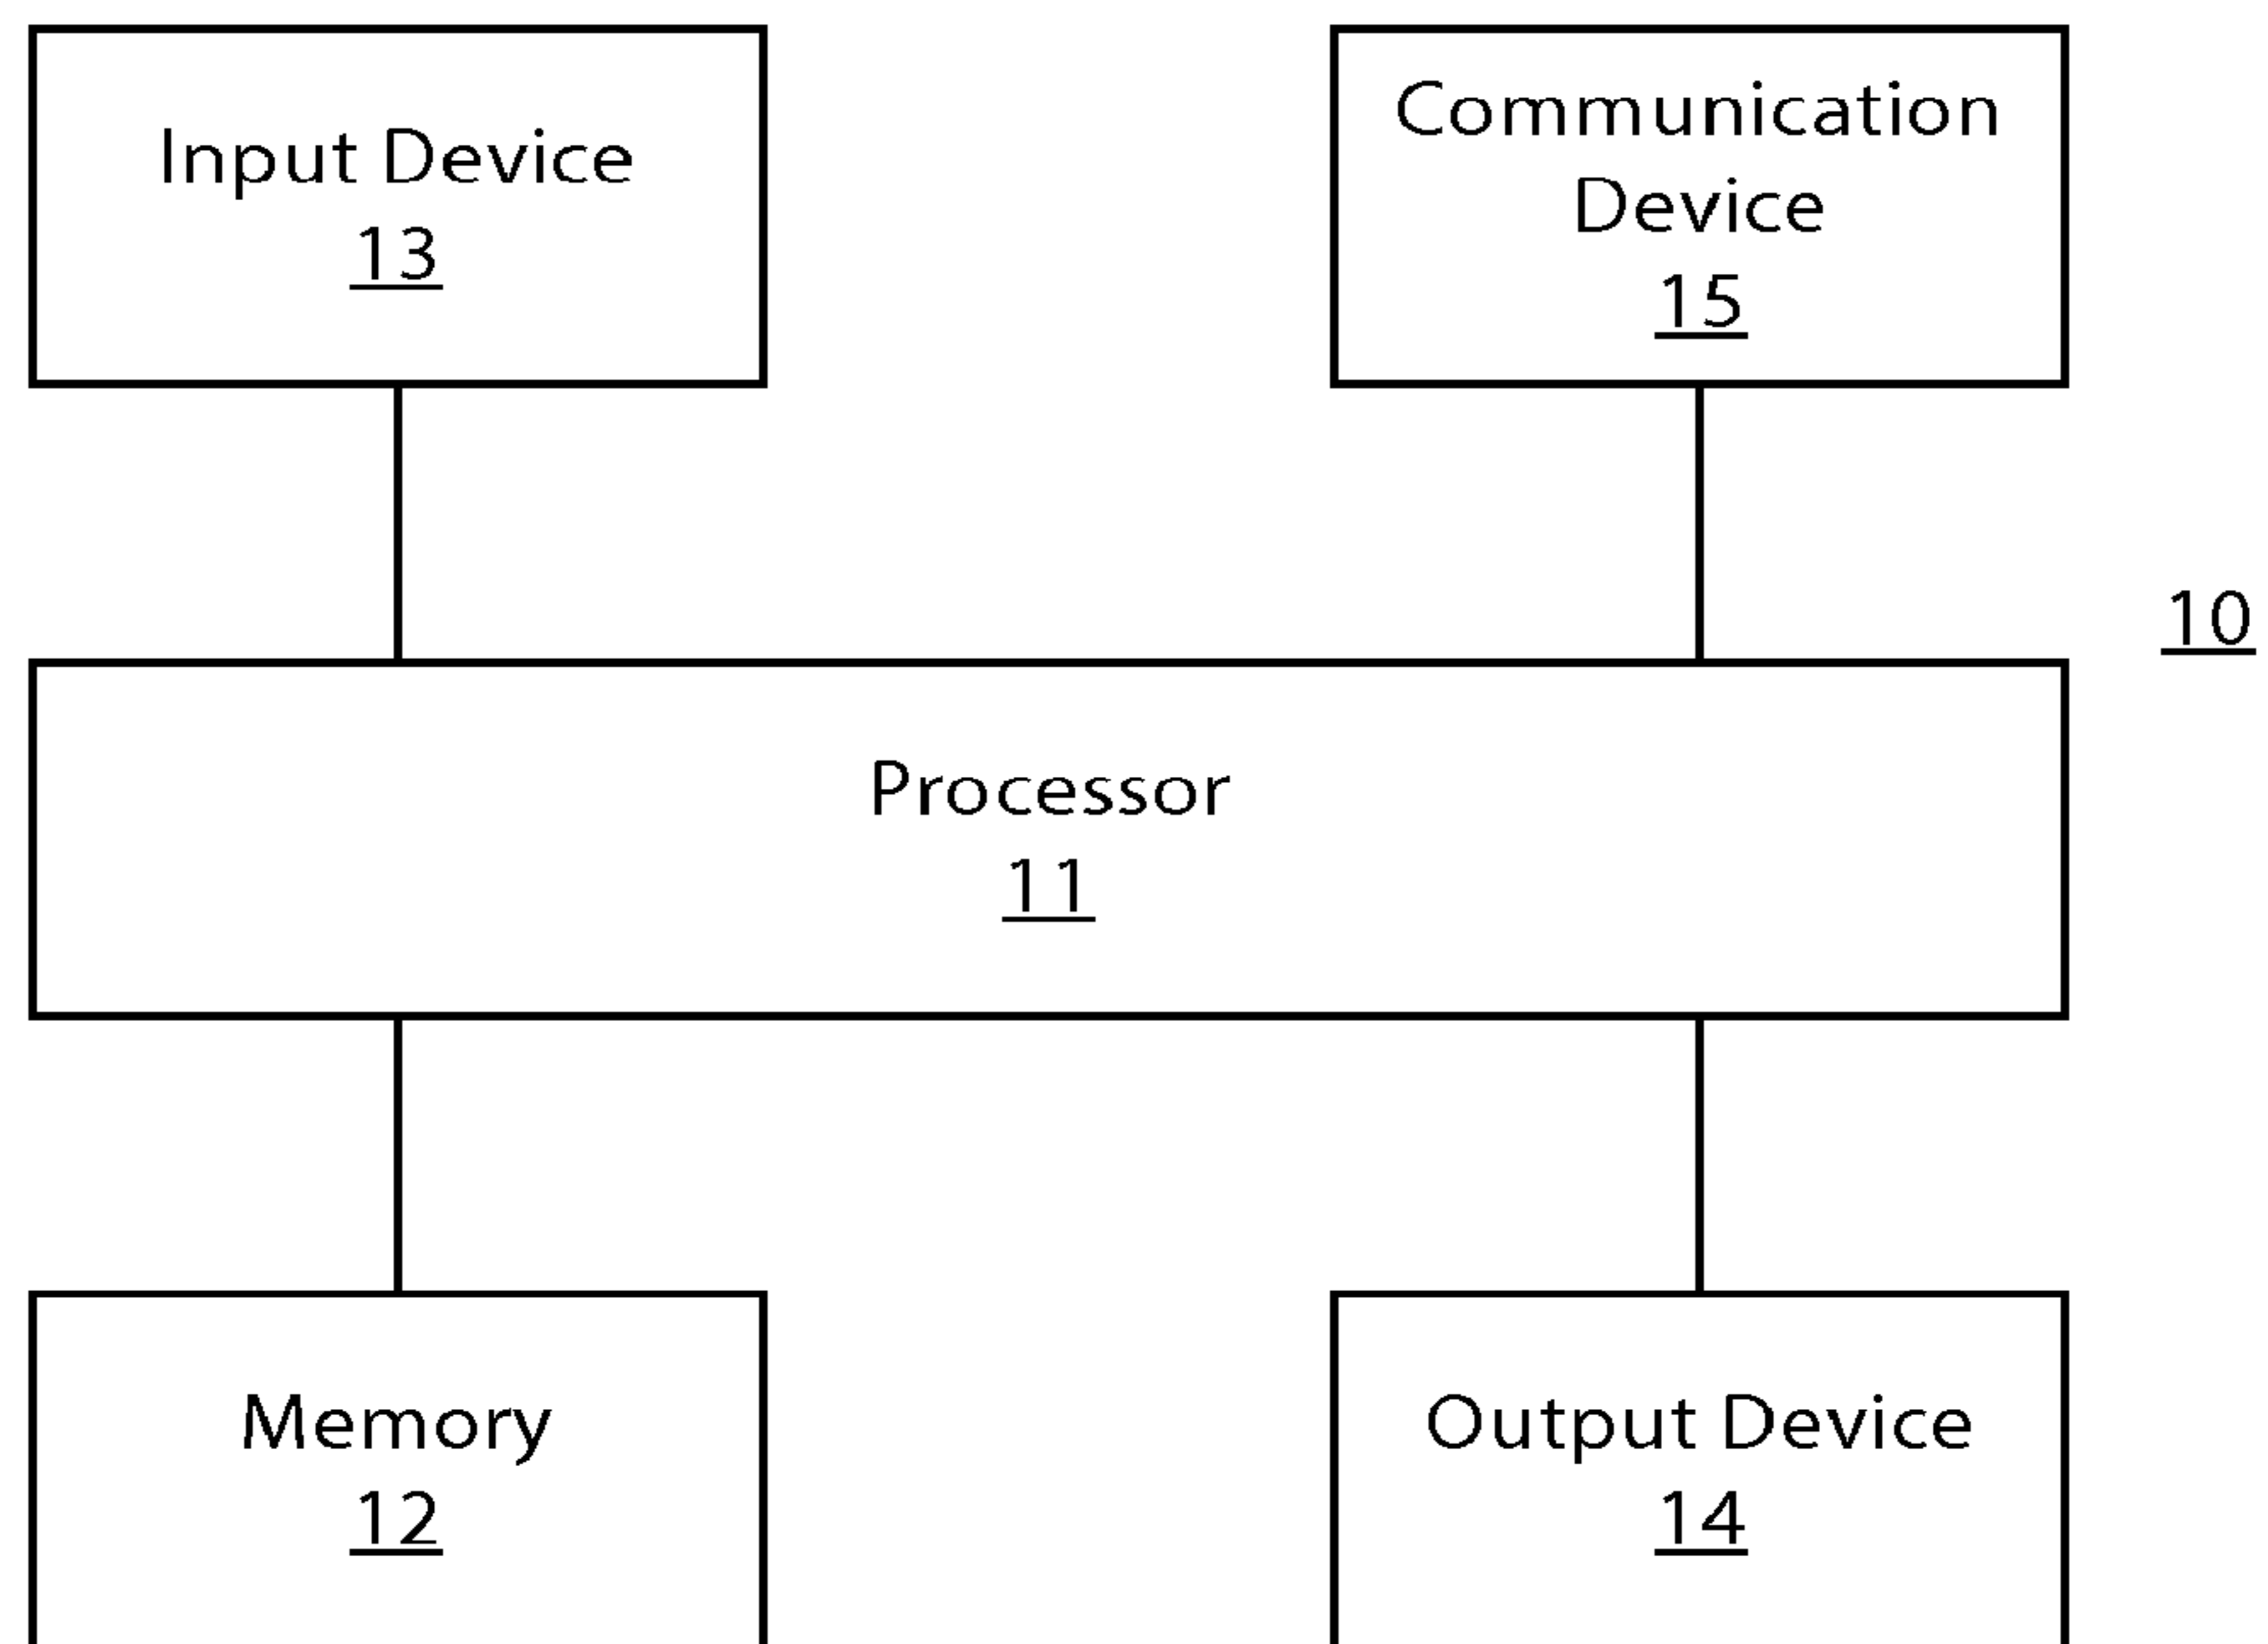 Input Device
13
Communication
Device
15
10
Processor
11
Memory
12
Output Device
14